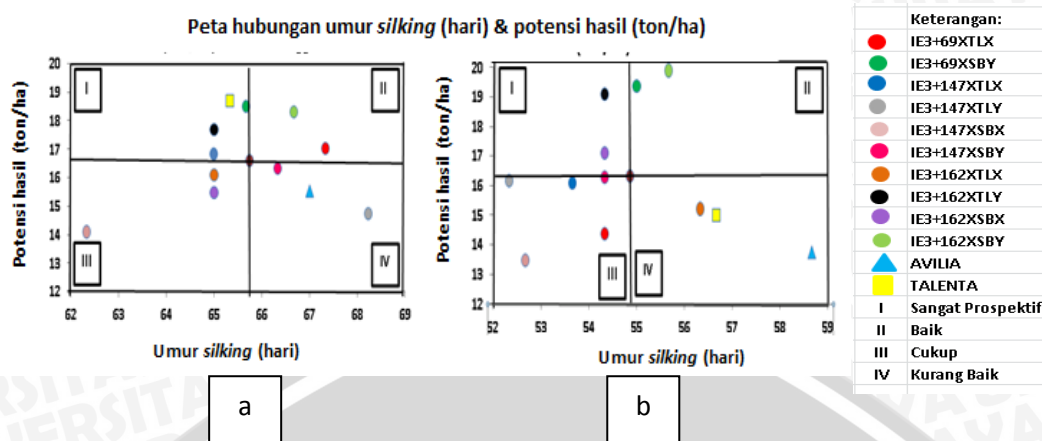 Peta hubungan umur silking (hari) & potensi hasil (ton/ha)
Potensi hasil (ton/ha)
20
19
18
17
16
15
14
13
12
I
II
III
IV
62
63
64
65
66
67
68
69
Umur silking (hari)
a
Potensi hasil (ton/ha)
20
19
18
17
16
15
14
13
12
I
II
III
IV
52
53
54
55
56
57
58
59
Umur silking (hari)
b
Keterangan:
IE3+69XTLX
IE3+69XSBY
IE3+147XTLX
IE3+147XTLY
IE3+147XSBX
IE3+147XSBY
IE3+162XTLX
IE3+162XTLY
IE3+162XSBX
IE3+162XSBY
AVILIA
TALENTA
I Sangat Prospektif
II Baik
III Cukup
IV Kurang Baik